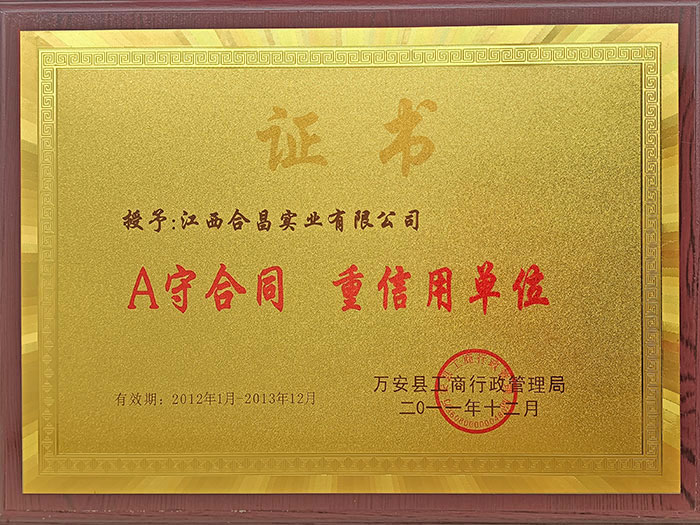 证书
授予:江西合昌实业有限公司
A守合同 重信用单位
有效期：2012年1月-2013年12月
万安县工商行政管理局
二0一一年十二月